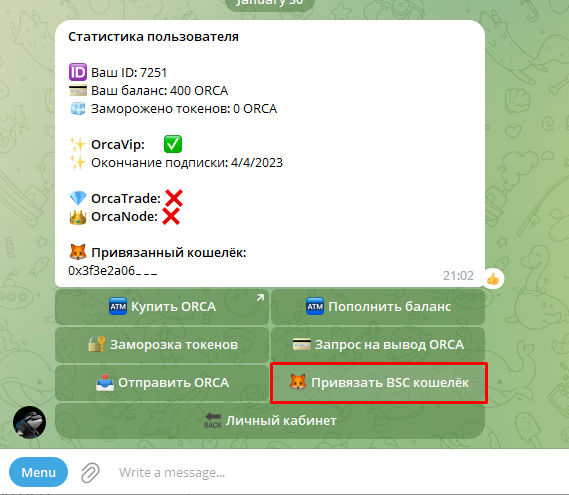 January 30
Статистика пользователя
ID Ваш ID: 7251
Ваш баланс: 400 ORCA
Заморожено токенов: 0 ORCA
OrcaVip:
Окончание подписки: 4/4/2023
OrcaTrade:
OrcaNode:
Привязанный кошелёк:
0x3f3e2a06___
21:02
ATM Купить ORCA
ATM Пополнить баланс
Заморозка токенов
Запрос на вывод ORCA
Отправить ORCA
Привязать BSC кошелёк
BACK Личный кабинет
Menu
Write a message...